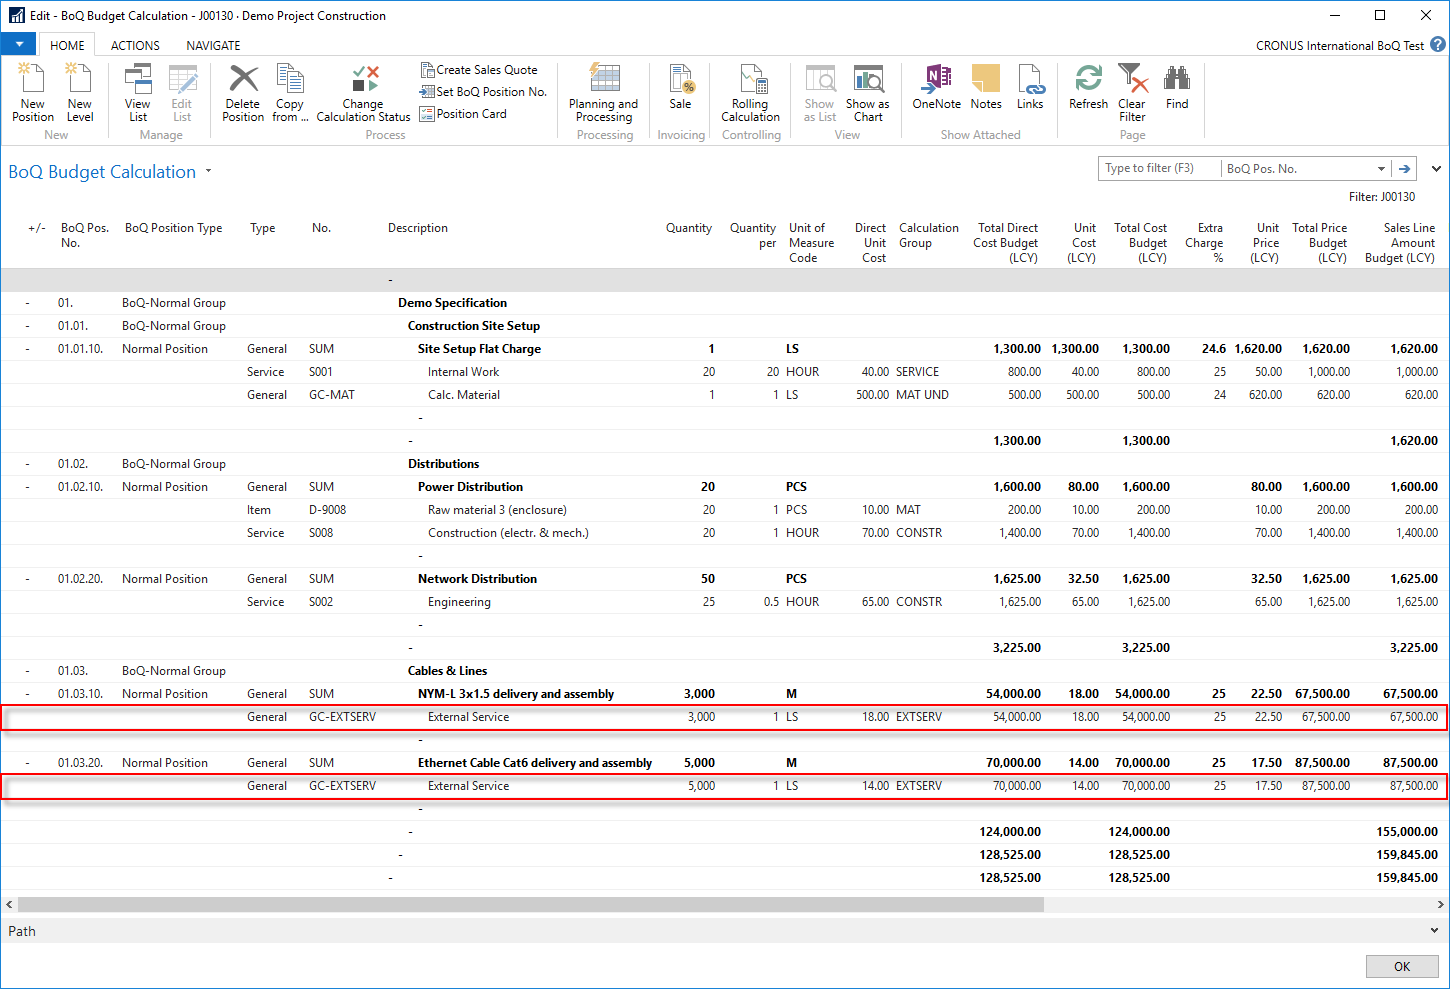 Edit - BoQ Budget Calculation - J00130 · Demo Project Construction
HOME ACTIONS NAVIGATE CRONUS International BoQ Test ?
New Position
New Level
New
View List
Edit List
Manage
Delete Position
Copy from ...
Change Calculation Status
Create Sales Quote
Set BoQ Position No.
Position Card
Process
Planning and Processing
Processing
Sale
Invoicing
Rolling Calculation
Controlling
Show as List
Show as Chart
View
OneNote
Notes
Links
Show Attached
Refresh
Clear Filter
Find
Page
BoQ Budget Calculation
Type to filter (F3) BoQ Pos. No.
Filter: J00130
+/- BoQ Pos. No. BoQ Position Type Type No. Description Quantity Quantity per Unit of Measure Code Direct Unit Cost Calculation Group Total Direct Cost Budget (LCY) Unit Cost (LCY) Total Cost Budget (LCY) Extra Charge % Unit Price (LCY) Total Price Budget (LCY) Sales Line Amount Budget (LCY)
-
- 01. BoQ-Normal Group Demo Specification
- 01.01. BoQ-Normal Group Construction Site Setup
- 01.01.10. Normal Position General SUM Site Setup Flat Charge 1 LS 1,300.00 1,300.00 1,300.00 24.6 1,620.00 1,620.00 1,620.00
Service S001 Internal Work 20 20 HOUR 40.00 SERVICE 800.00 40.00 800.00 25 50.00 1,000.00 1,000.00
General GC-MAT Calc. Material 1 1 LS 500.00 MAT UND 500.00 500.00 500.00 24 620.00 620.00 620.00
-
- 1,300.00 1,300.00 1,620.00
- 01.02. BoQ-Normal Group Distributions
- 01.02.10. Normal Position General SUM Power Distribution 20 PCS 1,600.00 80.00 1,600.00 80.00 1,600.00 1,600.00
Item D-9008 Raw material 3 (enclosure) 20 1 PCS 10.00 MAT 200.00 10.00 200.00 10.00 200.00 200.00
Service S008 Construction (electr. & mech.) 20 1 HOUR 70.00 CONSTR 1,400.00 70.00 1,400.00 70.00 1,400.00 1,400.00
-
- 01.02.20. Normal Position General SUM Network Distribution 50 PCS 1,625.00 32.50 1,625.00 32.50 1,625.00 1,625.00
Service S002 Engineering 25 0.5 HOUR 65.00 CONSTR 1,625.00 65.00 1,625.00 65.00 1,625.00 1,625.00
-
- 3,225.00 3,225.00 3,225.00
- 01.03. BoQ-Normal Group Cables & Lines
- 01.03.10. Normal Position General SUM NYM-L 3x1.5 delivery and assembly 3,000 M 54,000.00 18.00 54,000.00 25 22.50 67,500.00 67,500.00
General GC-EXTSERV External Service 3,000 1 LS 18.00 EXTSERV 54,000.00 18.00 54,000.00 25 22.50 67,500.00 67,500.00
-
- 01.03.20. Normal Position General SUM Ethernet Cable Cat6 delivery and assembly 5,000 M 70,000.00 14.00 70,000.00 25 17.50 87,500.00 87,500.00
General GC-EXTSERV External Service 5,000 1 LS 14.00 EXTSERV 70,000.00 14.00 70,000.00 25 17.50 87,500.00 87,500.00
-
- 124,000.00 124,000.00 155,000.00
- 128,525.00 128,525.00 159,845.00
- 128,525.00 128,525.00 159,845.00
Path
OK